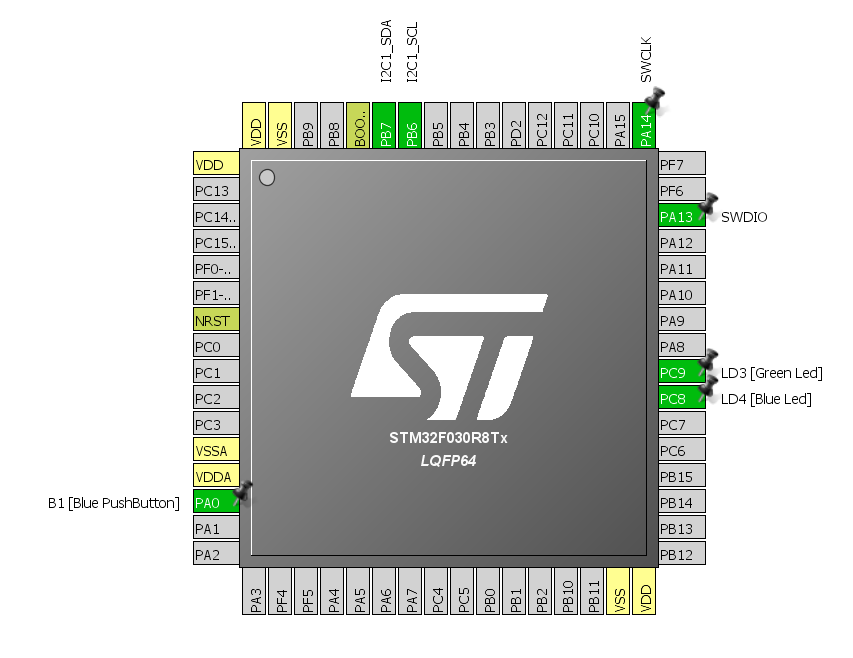 I2C1_SDA
I2C1_SCL
SWCLK
VDD
VSS
PB9
PB8
BOO..
PB7
PB6
PB5
PB4
PB3
PD2
PC12
PC11
PC10
PA15
PA14
VDD
PC13
PC14..
PC15..
PF0-..
PF1-..
NRST
PC0
PC1
PC2
PC3
VSSA
VDDA
B1 [Blue PushButton]
PA0
PA1
PA2
STM32F030R8Tx
LQFP64
PF7
PF6
PA13
SWDIO
PA12
PA11
PA10
PA9
PA8
PC9
LD3 [Green Led]
PC8
LD4 [Blue Led]
PC7
PC6
PB15
PB14
PB13
PB12
PA3
PF4
PF5
PA4
PA5
PA6
PA7
PC4
PC5
PB0
PB1
PB2
PB10
PB11
VSS
VDD